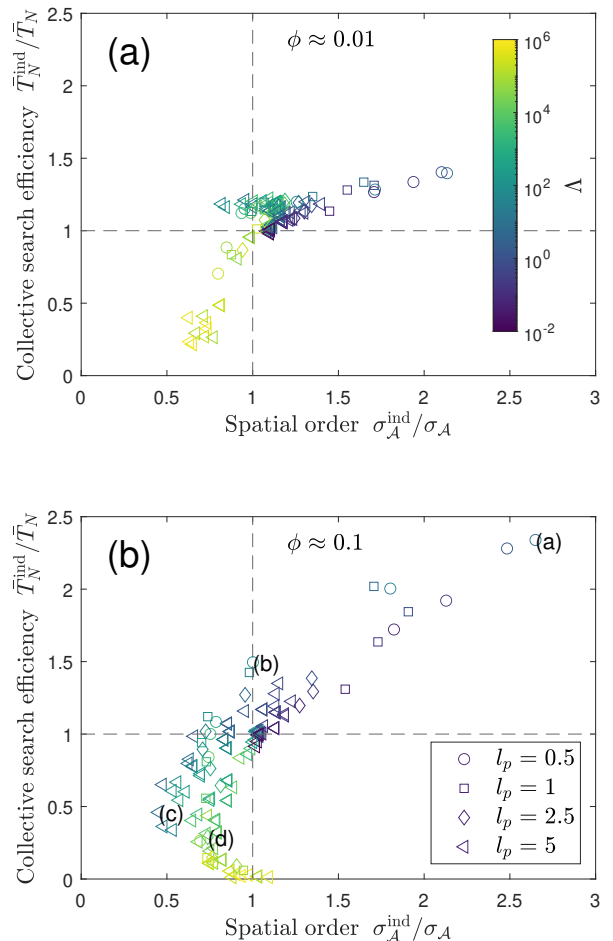 (a)
ϕ ≈ 0.01
Collective search efficiency T̄_N^ind/T̄_N
2.5
2
1.5
1
0.5
0
10^6
10^4
10^2
10^0
10^-2
Λ
0
0.5
1
1.5
2
2.5
3
Spatial order σ_𝒜^ind/σ_𝒜
(b)
ϕ ≈ 0.1
Collective search efficiency T̄_N^ind/T̄_N
2.5
2
1.5
1
0.5
0
(a)
(b)
(c)
(d)
l_p = 0.5
l_p = 1
l_p = 2.5
l_p = 5
0
0.5
1
1.5
2
2.5
3
Spatial order σ_𝒜^ind/σ_𝒜